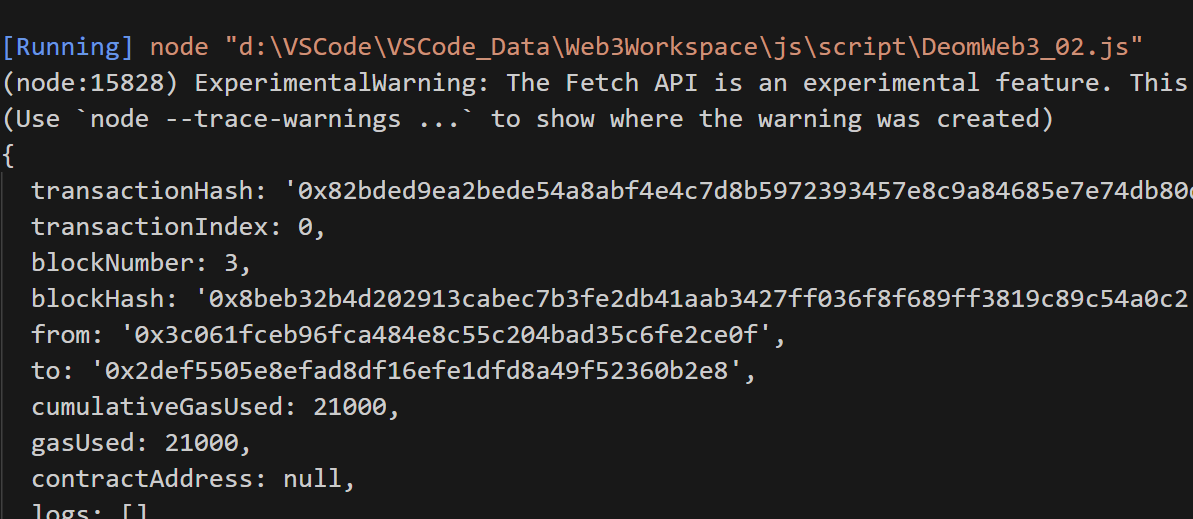 [Running] node "d:\VSCode\VSCode_Data\Web3Workspace\js\script\DeomWeb3_02.js"
(node:15828) ExperimentalWarning: The Fetch API is an experimental feature. This
(Use `node --trace-warnings ...` to show where the warning was created)
{
transactionHash: '0x82bded9ea2bede54a8abf4e4c7d8b5972393457e8c9a84685e7e74db80
transactionIndex: 0,
blockNumber: 3,
blockHash: '0x8beb32b4d202913cabec7b3fe2db41aab3427ff036f8f689ff3819c89c54a0c2
from: '0x3c061fceb96fca484e8c55c204bad35c6fe2ce0f',
to: '0x2def5505e8efad8df16efe1dfd8a49f52360b2e8',
cumulativeGasUsed: 21000,
gasUsed: 21000,
contractAddress: null,
logs: []